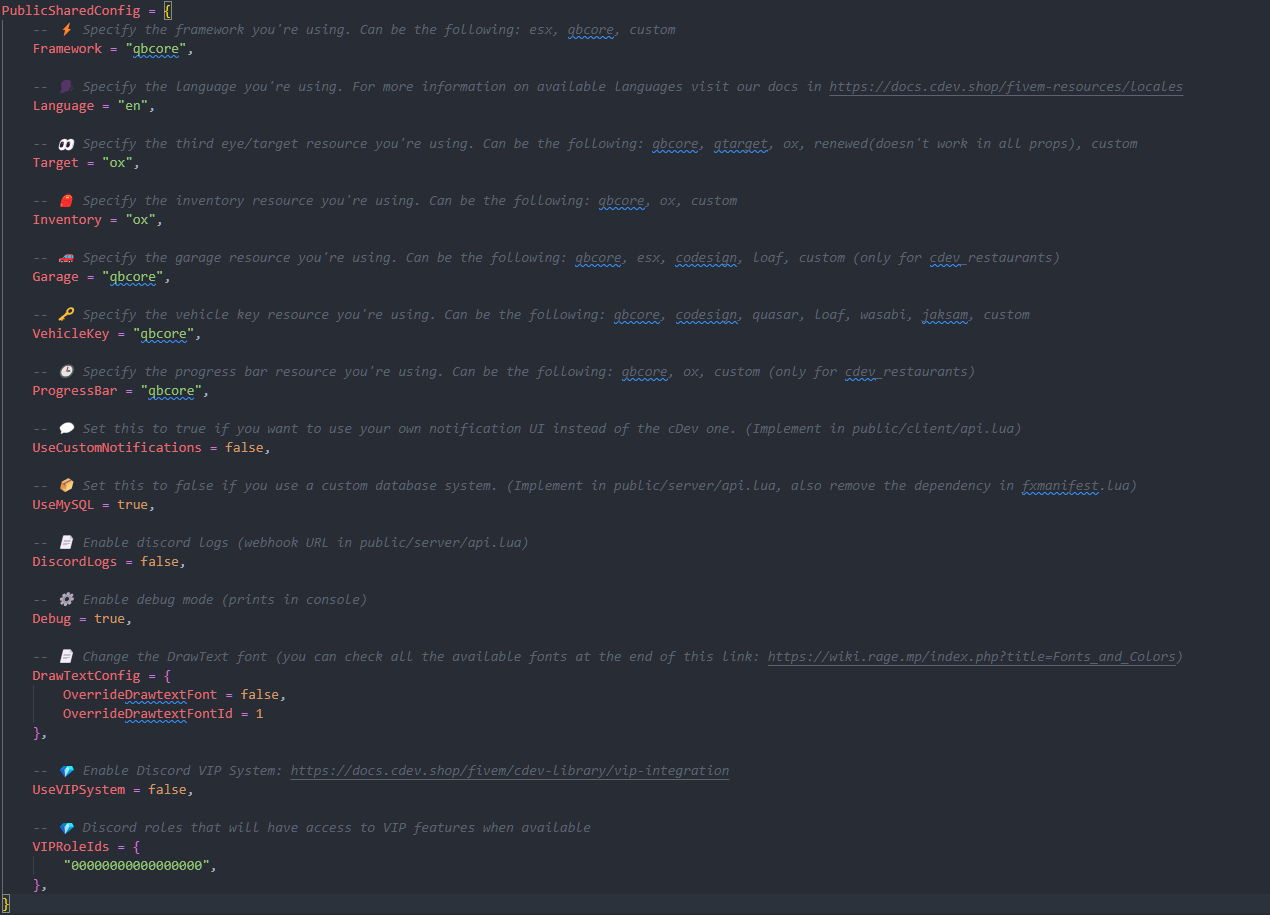 PublicSharedConfig = {
-- ⚡ Specify the framework you're using. Can be the following: esx, qbcore, custom
Framework = "qbcore",
-- 🗣 Specify the language you're using. For more information on available languages visit our docs in https://docs.cdev.shop/fivem-resources/locales
Language = "en",
-- 👀 Specify the third eye/target resource you're using. Can be the following: qbcore, qtarget, ox, renewed(doesn't work in all props), custom
Target = "ox",
-- 🎒 Specify the inventory resource you're using. Can be the following: qbcore, ox, custom
Inventory = "ox",
-- 🚗 Specify the garage resource you're using. Can be the following: qbcore, esx, codesign, loaf, custom (only for cdev_restaurants)
Garage = "qbcore",
-- 🔑 Specify the vehicle key resource you're using. Can be the following: qbcore, codesign, quasar, loaf, wasabi, jaksam, custom
VehicleKey = "qbcore",
-- 🕒 Specify the progress bar resource you're using. Can be the following: qbcore, ox, custom (only for cdev_restaurants)
ProgressBar = "qbcore",
-- 💬 Set this to true if you want to use your own notification UI instead of the cDev one. (Implement in public/client/api.lua)
UseCustomNotifications = false,
-- 📦 Set this to false if you use a custom database system. (Implement in public/server/api.lua, also remove the dependency in fxmanifest.lua)
UseMySQL = true,
-- 📄 Enable discord logs (webhook URL in public/server/api.lua)
DiscordLogs = false,
-- ⚙ Enable debug mode (prints in console)
Debug = true,
-- 📄 Change the DrawText font (you can check all the available fonts at the end of this link: https://wiki.rage.mp/index.php?title=Fonts_and_Colors)
DrawTextConfig = {
OverrideDrawtextFont = false,
OverrideDrawtextFontId = 1
},
-- 💎 Enable Discord VIP System: https://docs.cdev.shop/fivem/cdev-library/vip-integration
UseVIPSystem = false,
-- 💎 Discord roles that will have access to VIP features when available
VIPRoleIds = {
"00000000000000000",
},
}